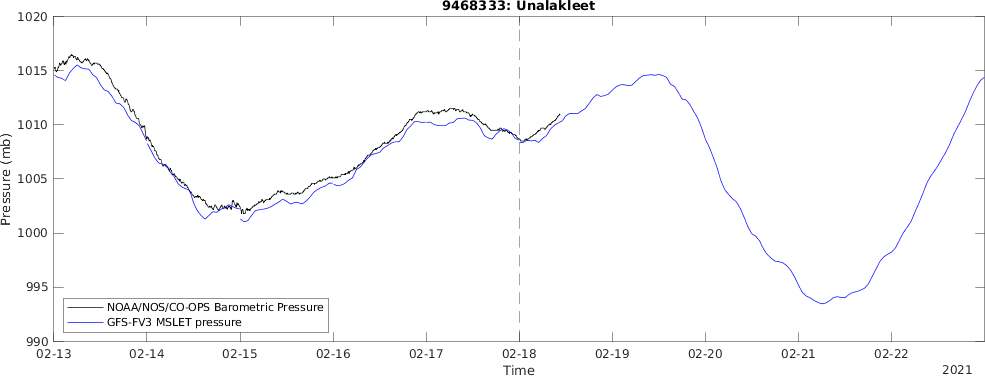 9468333: Unalakleet
1020
1015
1010
1005
1000
995
990
Pressure (mb)
NOAA/NOS/CO-OPS Barometric Pressure
GFS-FV3 MSLET pressure
02-13 02-14 02-15 02-16 02-17 02-18 02-19 02-20 02-21 02-22
Time
2021